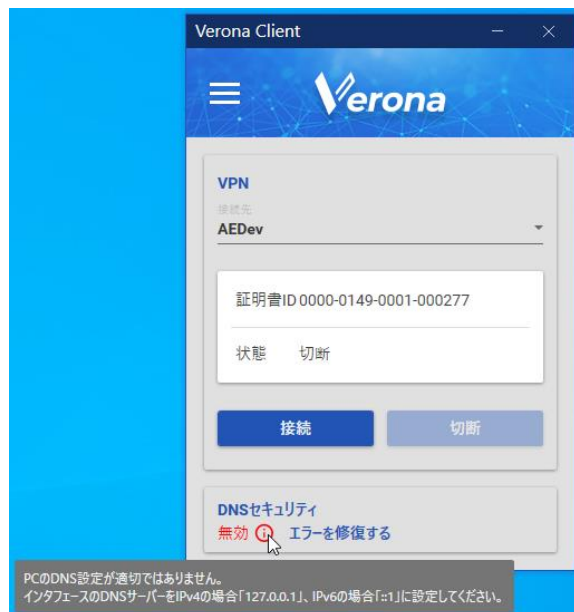 Verona Client
Verona
VPN
接続先
AEDev
証明書ID 0000-0149-0001-000277
状態 切断
接続 切断
DNSセキュリティ
無効 エラーを修復する
PCのDNS設定が適切ではありません。
インタフェースのDNSサーバーをIPv4の場合「127.0.0.1」、IPv6の場合「::1」に設定してください。